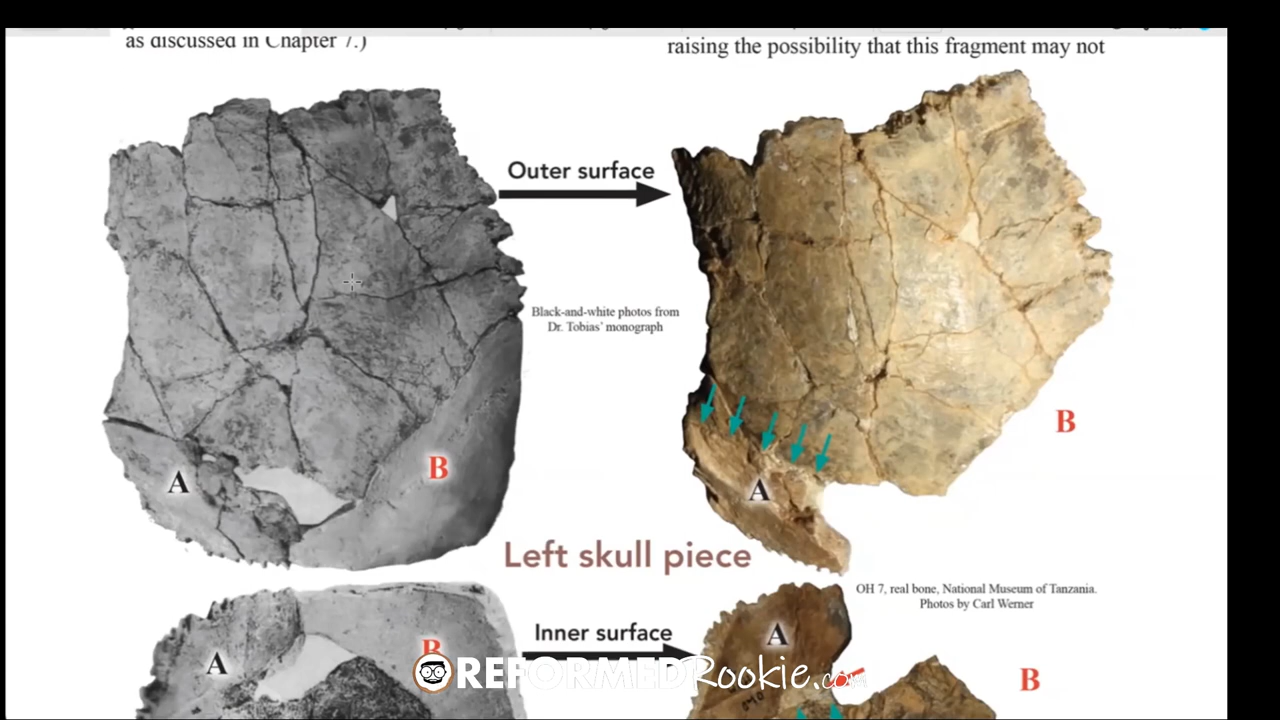 as discussed in Chapter 7.)
raising the possibility that this fragment may not
Outer surface
Black-and-white photos from
Dr. Tobias' monograph
B
A
B
A
Left skull piece
OH 7, real bone, National Museum of Tanzania.
Photos by Carl Werner
Inner surface
A
B
A
B
REFORMEDRookie.com